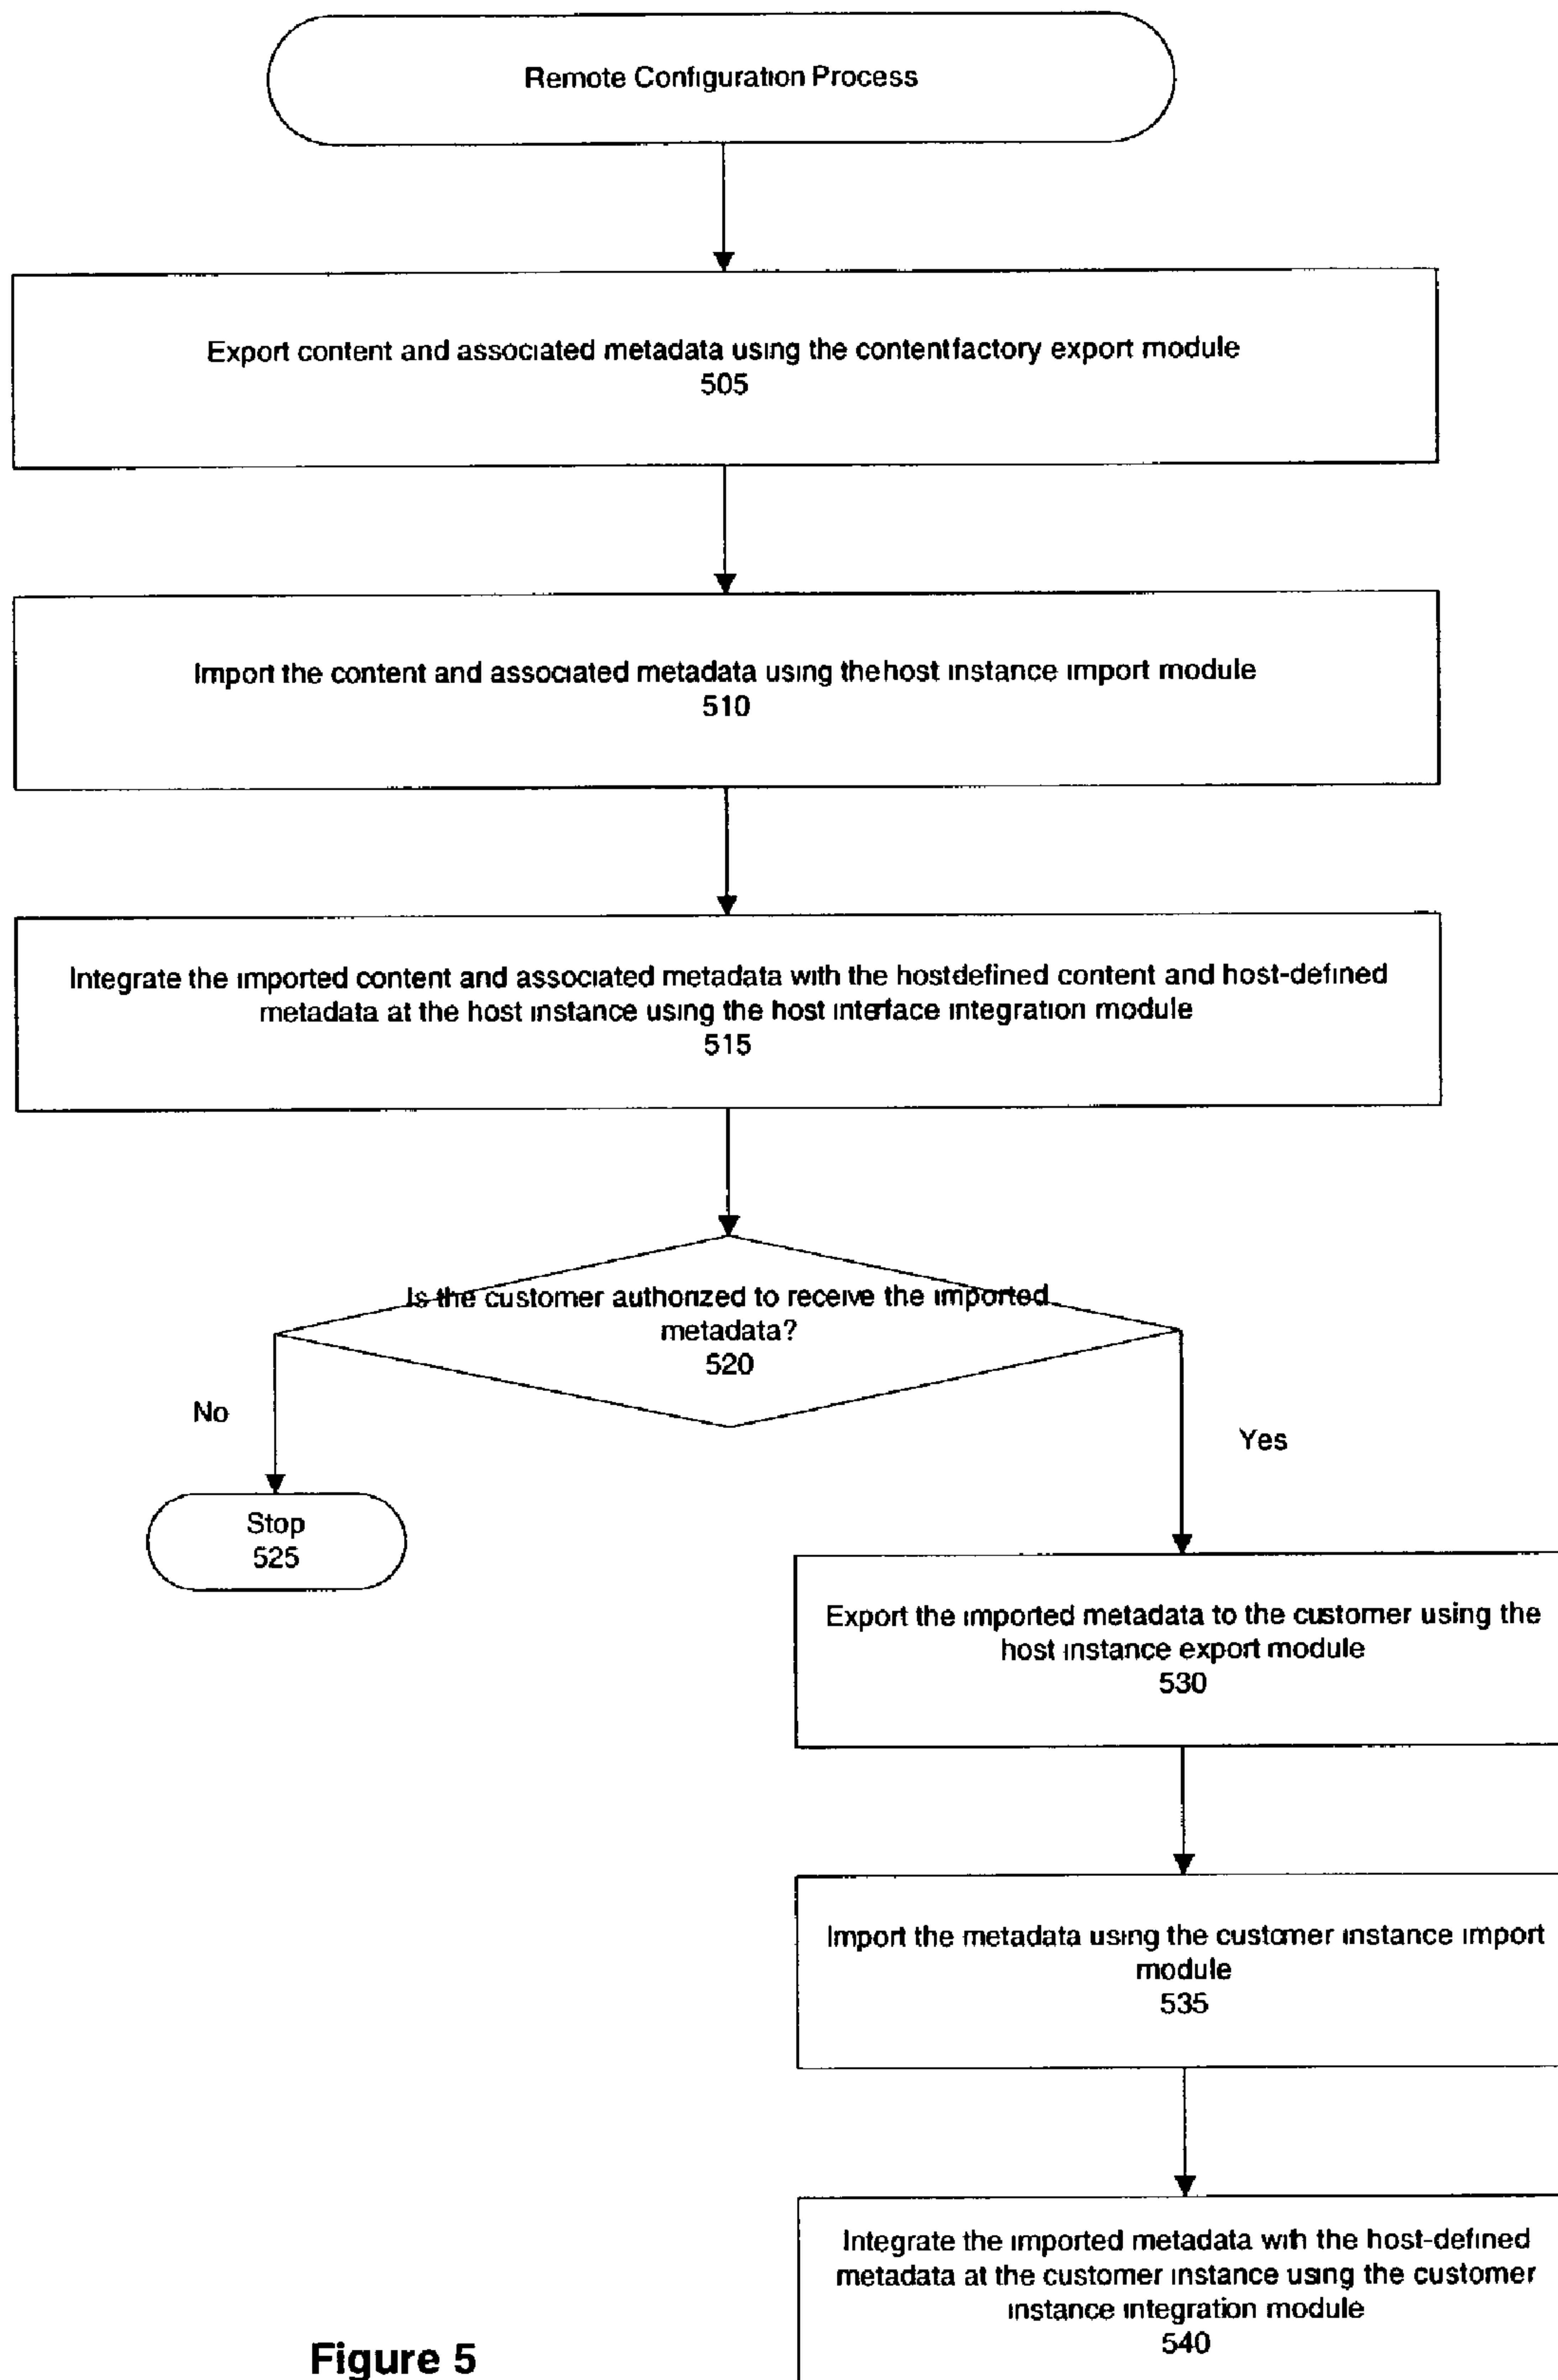 Remote Configuration Process
Export content and associated metadata using the contentfactory export module
505
Import the content and associated metadata using thehost instance import module
510
Integrate the imported content and associated metadata with the hostdefined content and host-defined
metadata at the host instance using the host interface integration module
515
Is the customer authorized to receive the imported
metadata?
520
No
Yes
Stop
525
Export the imported metadata to the customer using the
host instance export module
530
Import the metadata using the customer instance import
module
535
Integrate the imported metadata with the host-defined
metadata at the customer instance using the customer
instance integration module
540
Figure 5